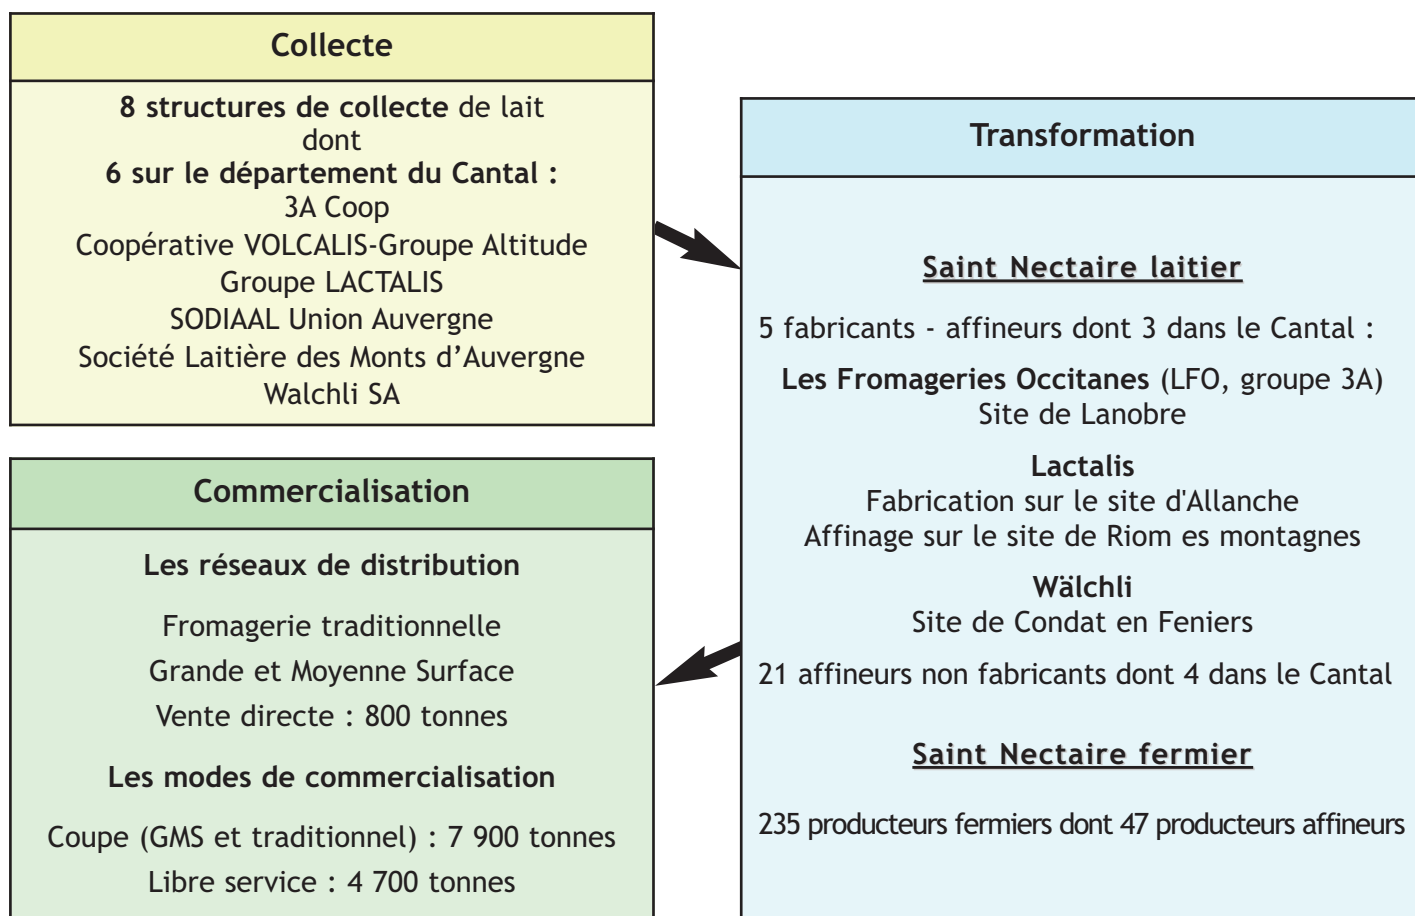 Collecte
8 structures de collecte de lait
dont
6 sur le département du Cantal :
3A Coop
Coopérative VOLCALIS-Groupe Altitude
Groupe LACTALIS
SODIAAL Union Auvergne
Société Laitière des Monts d’Auvergne
Walchli SA
Transformation
Saint Nectaire laitier
5 fabricants - affineurs dont 3 dans le Cantal :
Les Fromageries Occitanes (LFO, groupe 3A)
Site de Lanobre
Lactalis
Fabrication sur le site d'Allanche
Affinage sur le site de Riom es montagnes
Wälchli
Site de Condat en Feniers
21 affineurs non fabricants dont 4 dans le Cantal
Saint Nectaire fermier
235 producteurs fermiers dont 47 producteurs affineurs
Commercialisation
Les réseaux de distribution
Fromagerie traditionnelle
Grande et Moyenne Surface
Vente directe : 800 tonnes
Les modes de commercialisation
Coupe (GMS et traditionnel) : 7 900 tonnes
Libre service : 4 700 tonnes